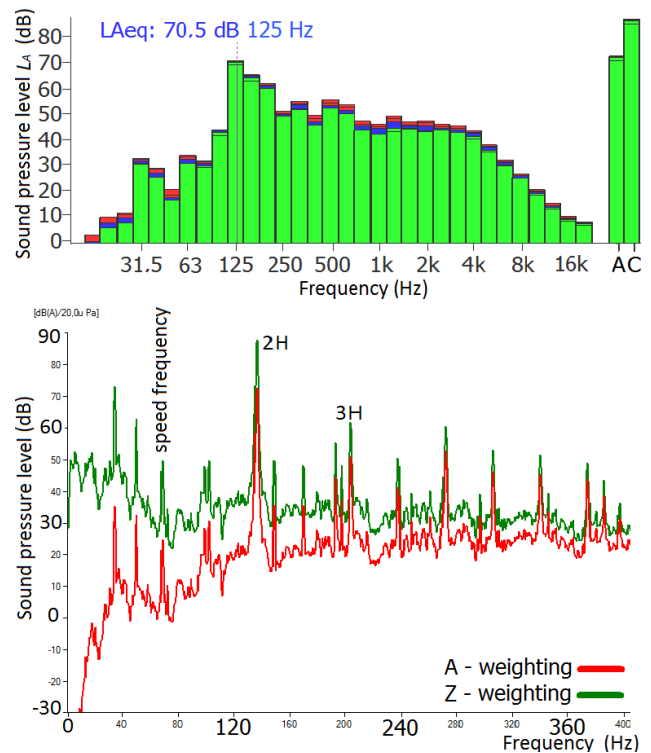 LAeq: 70.5 dB 125 Hz
Sound pressure level LA (dB)
80
70
60
50
40
30
20
10
0
31.5 63 125 250 500 1k 2k 4k 8k 16k A C
Frequency (Hz)
[dB(A)/20,0u Pa]
Sound pressure level (dB)
90
80
70
60
50
40
30
20
10
0
-10
-20
-30
speed frequency
2H
3H
A - weighting
Z - weighting
0 40 80 120 160 200 240 280 320 360 400
Frequency (Hz)